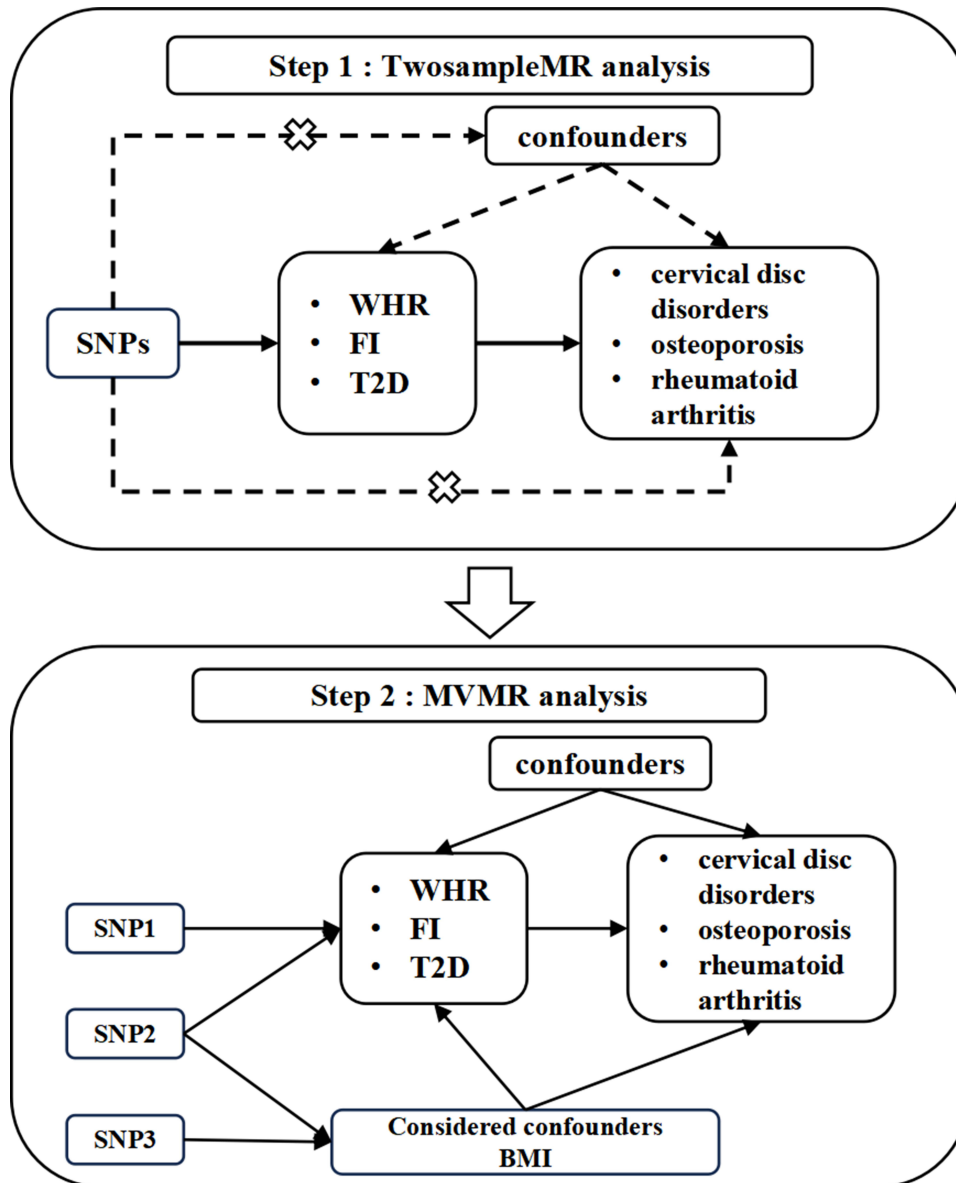 Step 1 : TwosampleMR analysis
confounders
SNPs
• WHR
• FI
• T2D
• cervical disc
disorders
• osteoporosis
• rheumatoid
arthritis
Step 2 : MVMR analysis
confounders
SNP1
SNP2
SNP3
• WHR
• FI
• T2D
• cervical disc
disorders
• osteoporosis
• rheumatoid
arthritis
Considered confounders
BMI